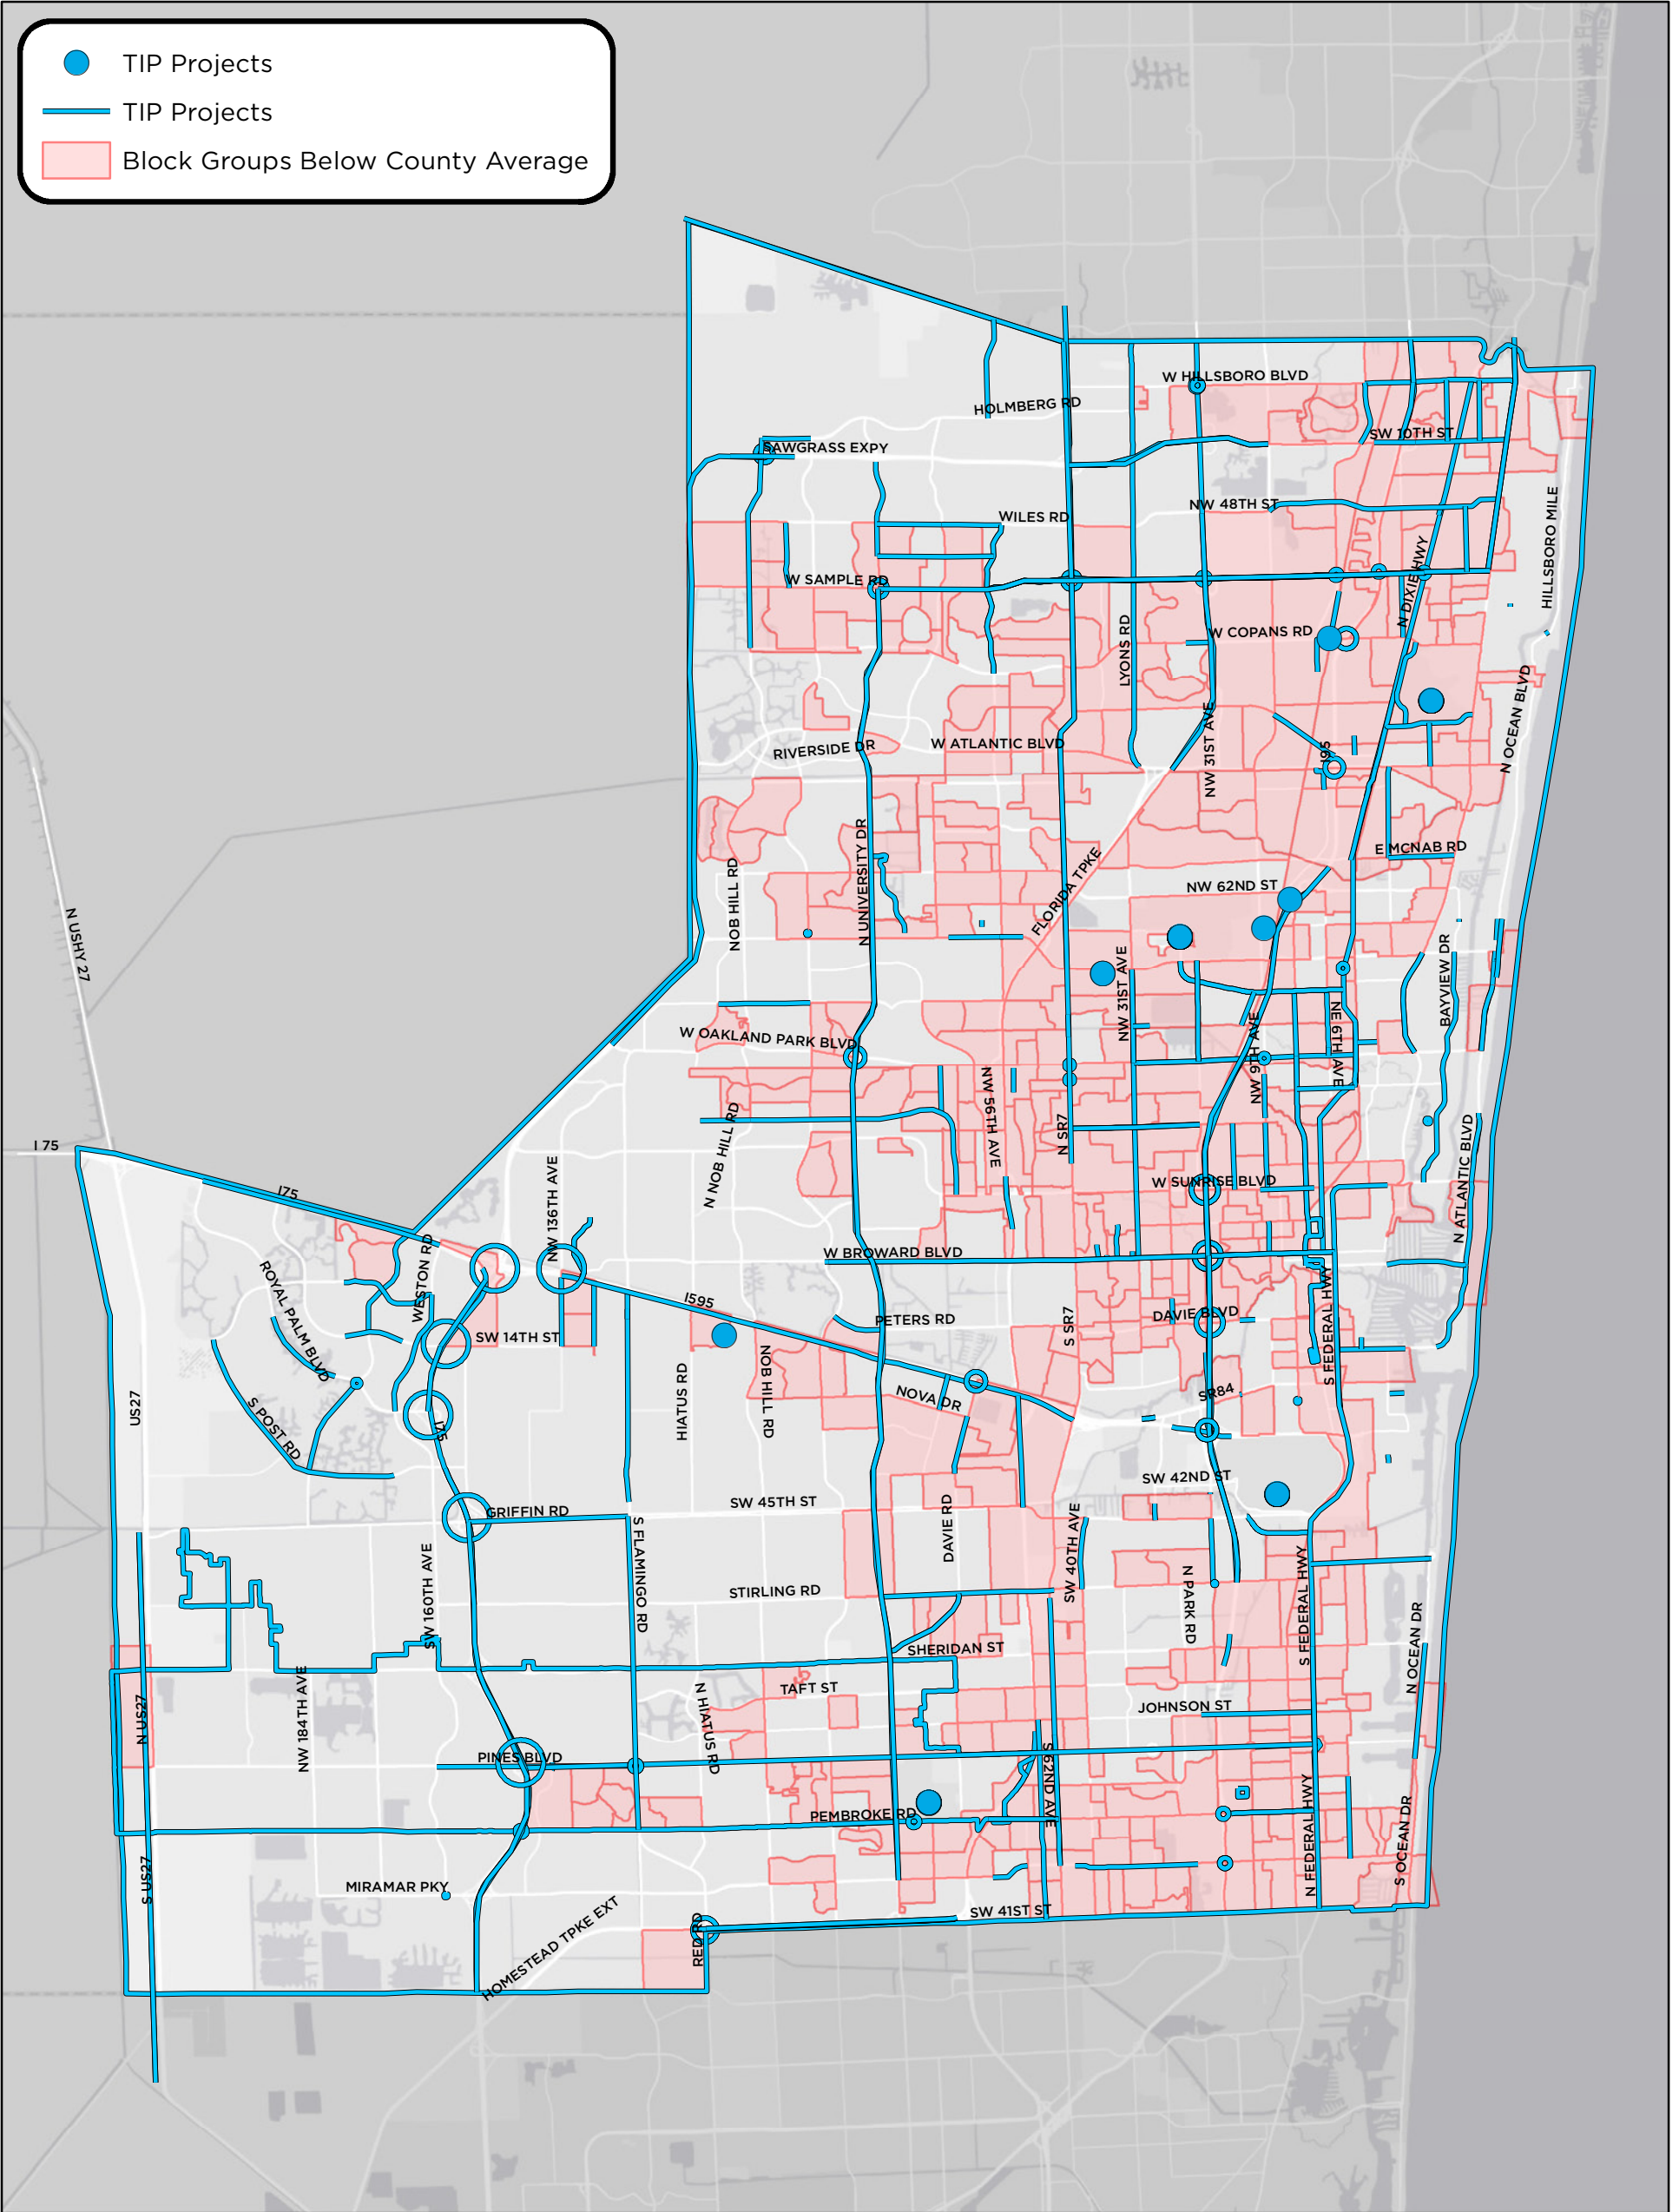 TIP Projects
TIP Projects
Block Groups Below County Average
W HILLSBORO BLVD
HOLMBERG RD
SW 10TH ST
SAWGRASS EXPY
NW 48TH ST
WILES RD
HILLSBORO MILE
W SAMPLE RD
N DIXIE HWY
W COPANS RD
LYONS RD
N OCEAN BLVD
NW 31ST AVE
I95
RIVERSIDE DR
W ATLANTIC BLVD
E MCNAB RD
N UNIVERSITY DR
NOB HILL RD
FLORIDA TPKE
NW 62ND ST
N USHY 27
BAYVIEW DR
NW 31ST AVE
NE 6TH AVE
NW 9TH AVE
W OAKLAND PARK BLVD
NW 56TH AVE
N SR7
N NOB HILL RD
I 75
I75
NW 136TH AVE
W SUNRISE BLVD
N ATLANTIC BLVD
W BROWARD BLVD
WESTON RD
ROYAL PALM BLVD
I595
PETERS RD
DAVIE BLVD
S FEDERAL HWY
S SR7
SW 14TH ST
HIATUS RD
NOB HILL RD
NOVA DR
SR84
US27
S POST RD
I75
SW 42ND ST
GRIFFIN RD
SW 45TH ST
DAVIE RD
SW 40TH AVE
S FLAMINGO RD
SW 160TH AVE
STIRLING RD
N PARK RD
S FEDERAL HWY
N OCEAN DR
SHERIDAN ST
NW 184TH AVE
N US27
TAFT ST
N HIATUS RD
JOHNSON ST
PINES BLVD
S 62ND AVE
PEMBROKE RD
N FEDERAL HWY
S OCEAN DR
S US27
MIRAMAR PKY
HOMESTEAD TPKE EXT
RED RD
SW 41ST ST